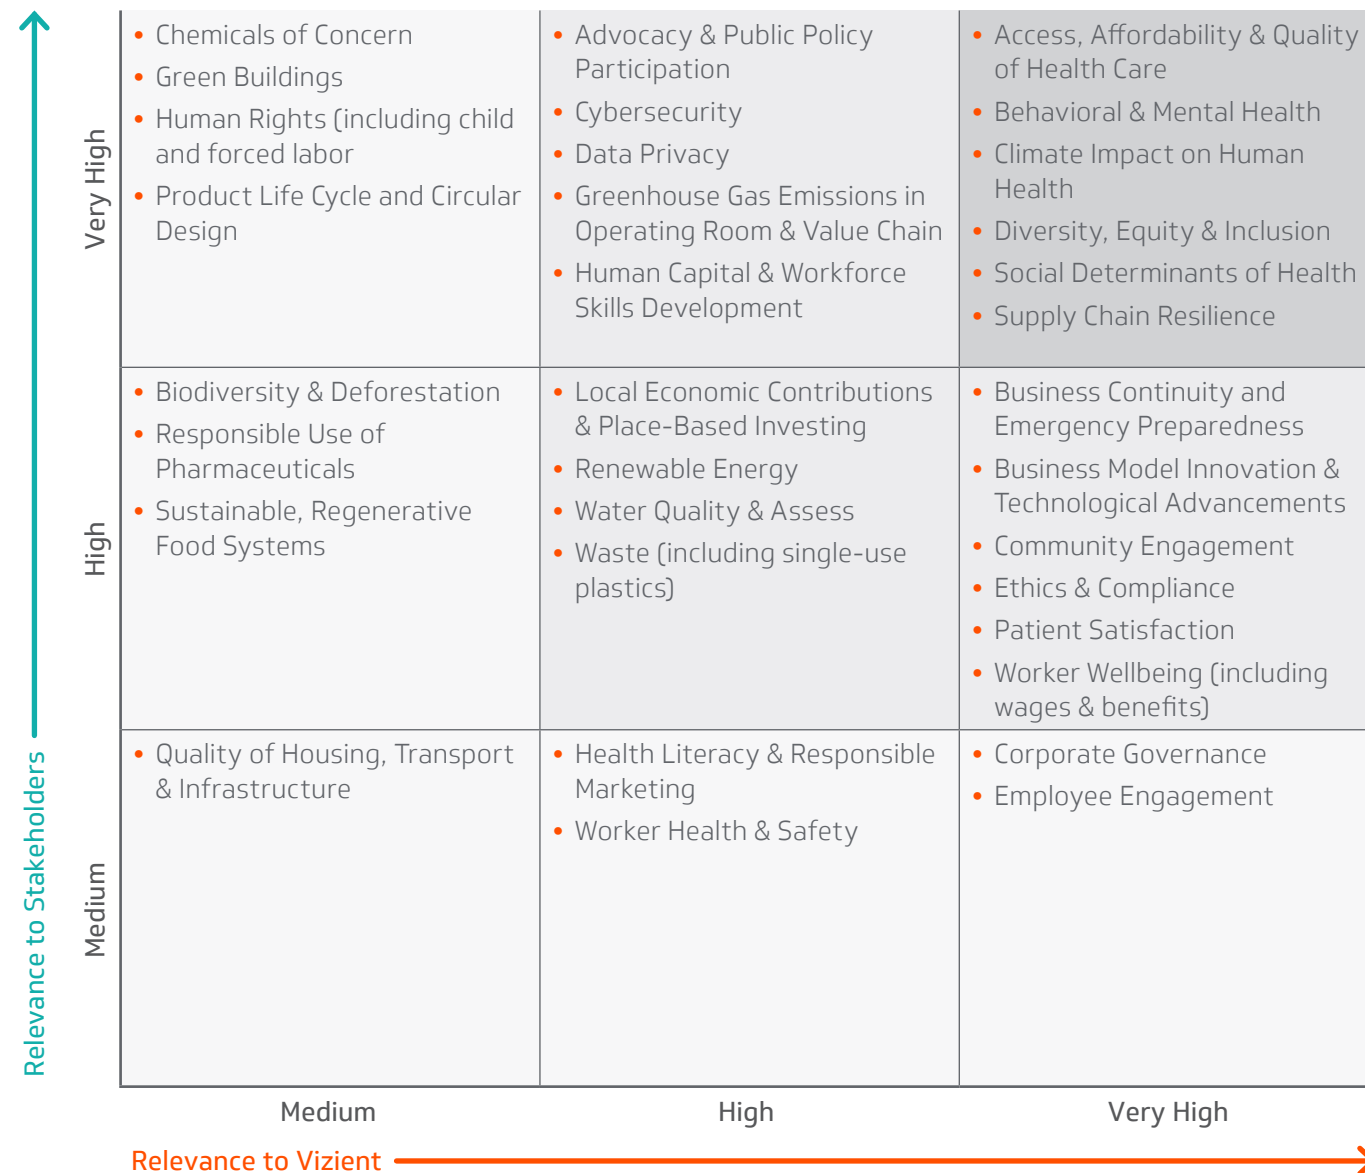 Relevance to Stakeholders
Very High
• Chemicals of Concern
• Green Buildings
• Human Rights (including child
and forced labor
• Product Life Cycle and Circular
Design
• Advocacy & Public Policy
Participation
• Cybersecurity
• Data Privacy
• Greenhouse Gas Emissions in
Operating Room & Value Chain
• Human Capital & Workforce
Skills Development
• Access, Affordability & Quality
of Health Care
• Behavioral & Mental Health
• Climate Impact on Human
Health
• Diversity, Equity & Inclusion
• Social Determinants of Health
• Supply Chain Resilience
High
• Biodiversity & Deforestation
• Responsible Use of
Pharmaceuticals
• Sustainable, Regenerative
Food Systems
• Local Economic Contributions
& Place-Based Investing
• Renewable Energy
• Water Quality & Assess
• Waste (including single-use
plastics)
• Business Continuity and
Emergency Preparedness
• Business Model Innovation &
Technological Advancements
• Community Engagement
• Ethics & Compliance
• Patient Satisfaction
• Worker Wellbeing (including
wages & benefits)
Medium
• Quality of Housing, Transport
& Infrastructure
• Health Literacy & Responsible
Marketing
• Worker Health & Safety
• Corporate Governance
• Employee Engagement
Medium
High
Very High
Relevance to Vizient